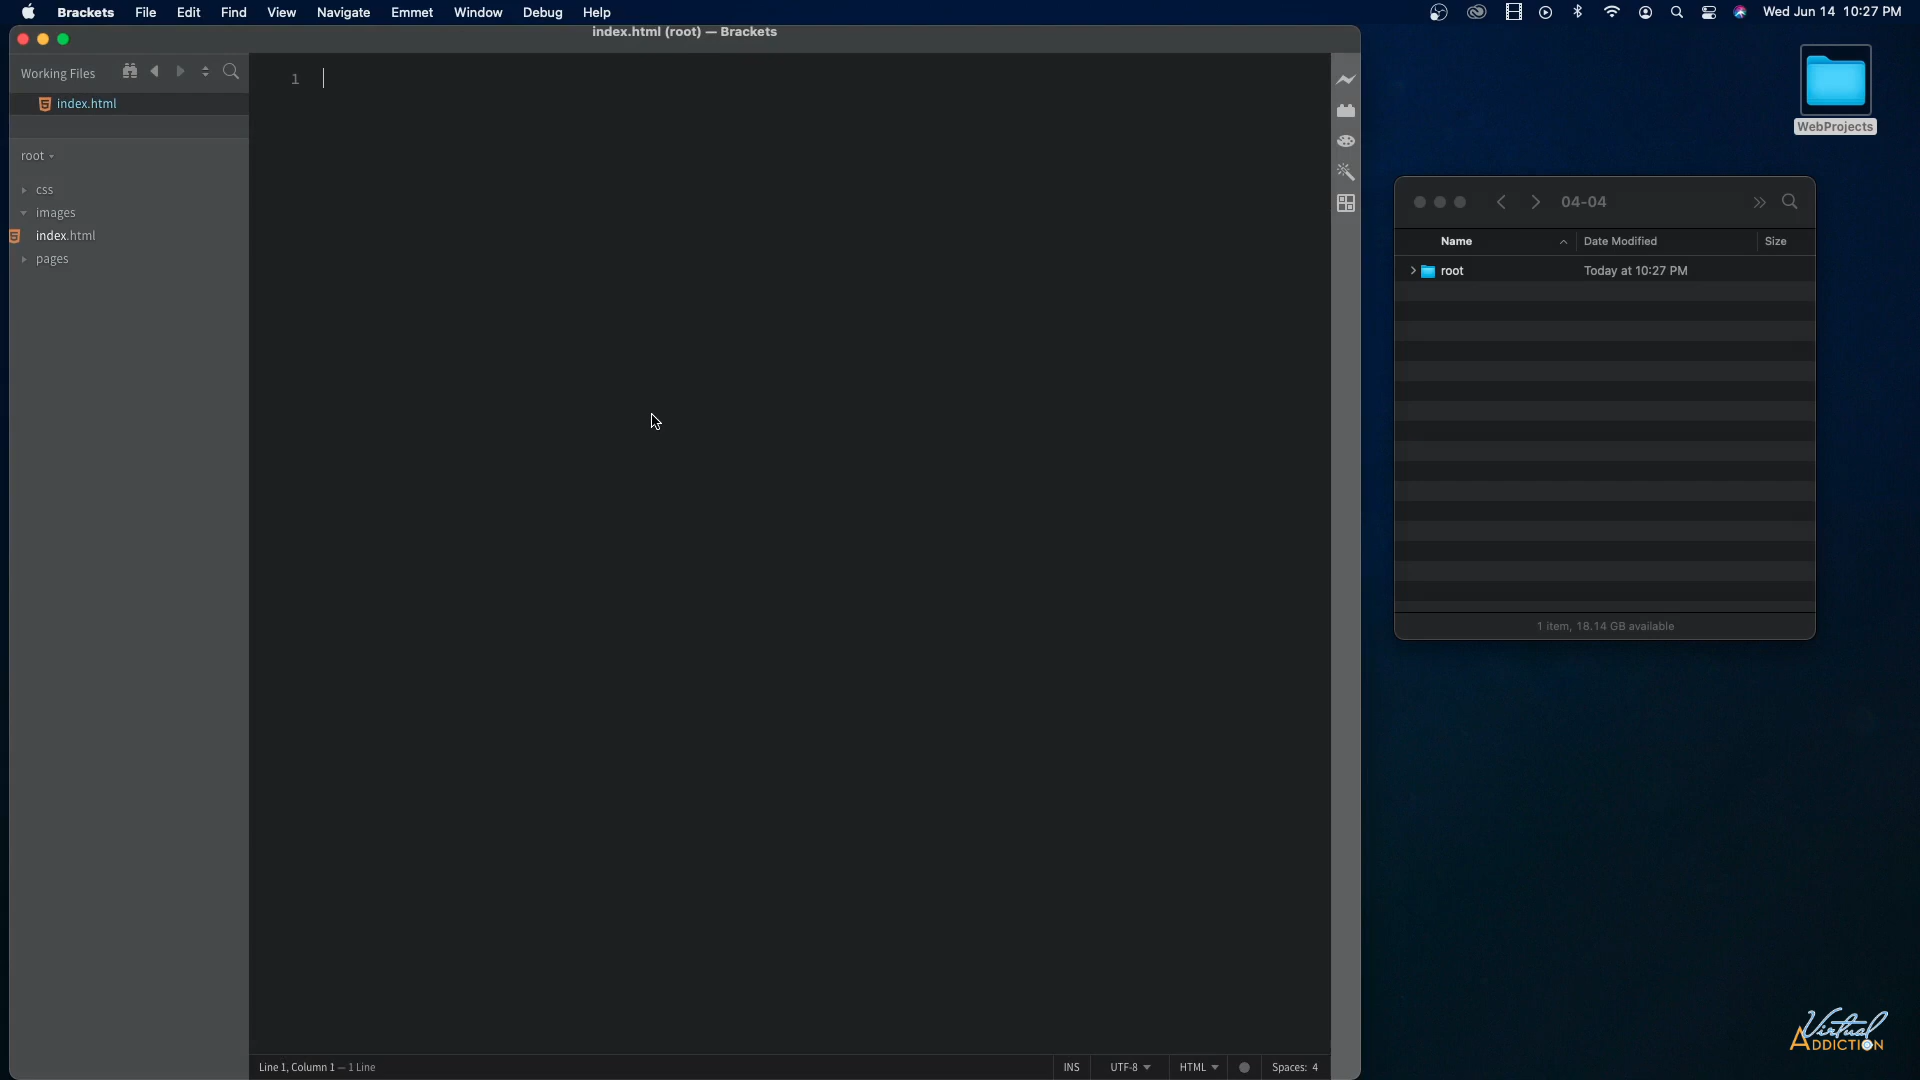 Brackets File Edit Find View Navigate Emmet Window Debug Help
Wed Jun 14 10:27 PM
index.html (root) — Brackets
Working Files
index.html
root
css
images
index.html
pages
1
WebProjects
04-04
Name Date Modified Size
root Today at 10:27 PM
1 item, 18.14 GB available
Line 1, Column 1 — 1 Line
INS UTF-8 HTML Spaces: 4
Virtual
ADDICTION